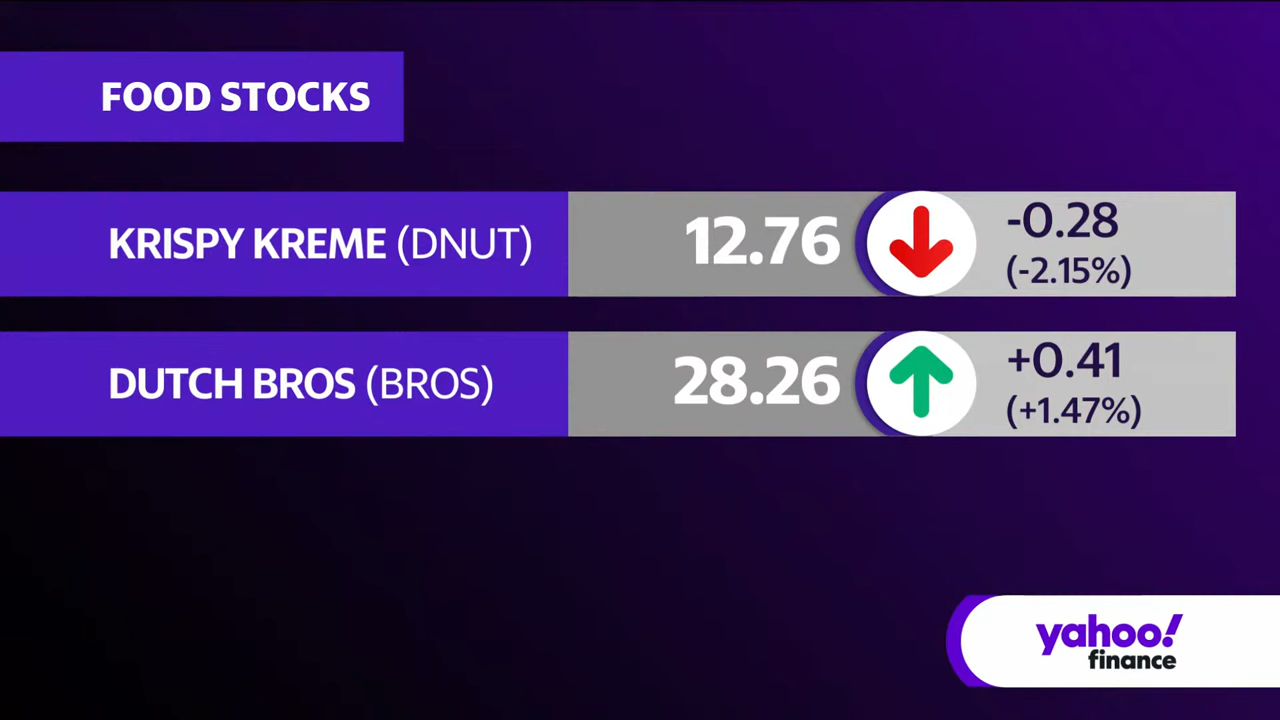 FOOD STOCKS
KRISPY KREME (DNUT) 12.76 -0.28
(-2.15%)
DUTCH BROS (BROS) 28.26 +0.41
(+1.47%)
yahoo!
finance